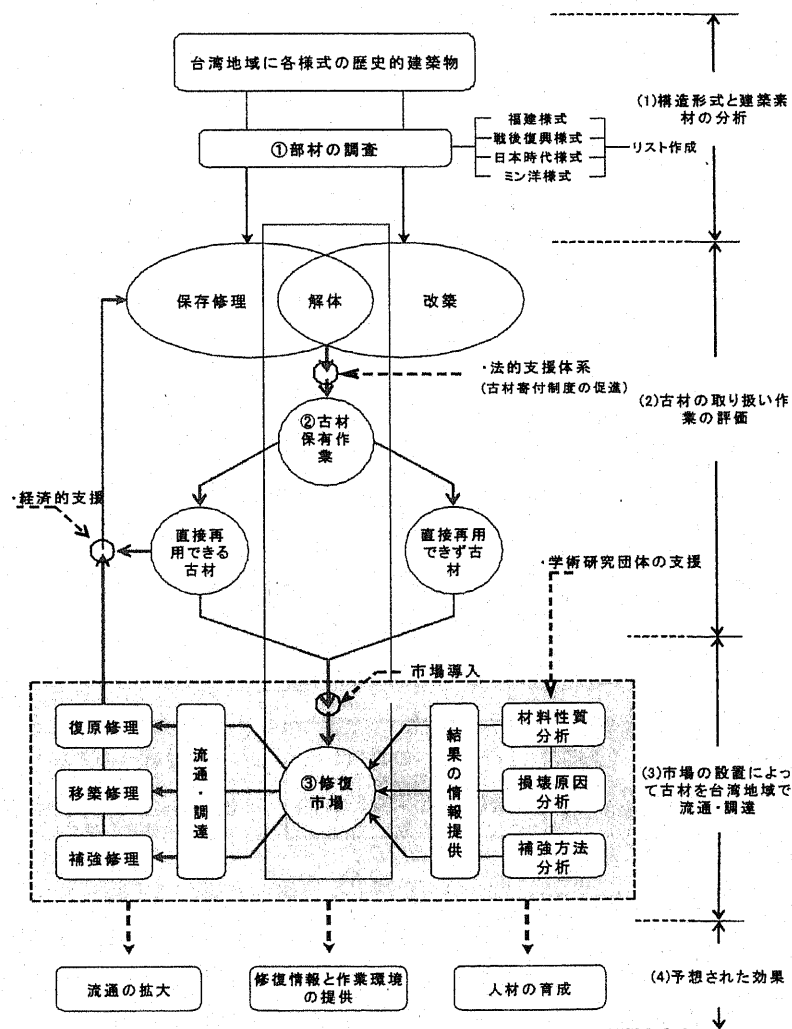 台湾地域に各様式の歴史的建築物
(1)構造形式と建築素
材の分析
①部材の調査
福建様式
戦後復興様式
日本時代様式
ミン洋様式
リスト作成
保存修理
解体
改築
・法的支援体系
(古材寄付制度の促進)
(2)古材の取り扱い作
業の評価
②古材
保有作
業
・経済的支援
直接再
用できる
古材
直接再用
できず古
材
・学術研究団体の支援
市場導入
復原修理
移築修理
補強修理
流通・調達
③修復
市場
結果の情報提供
材料性質
分析
損壊原因
分析
補強方法
分析
(3)市場の設置によっ
て古材を台湾地域で
流通・調達
流通の拡大
修復情報と作業環境
の提供
人材の育成
(4)予想された効果